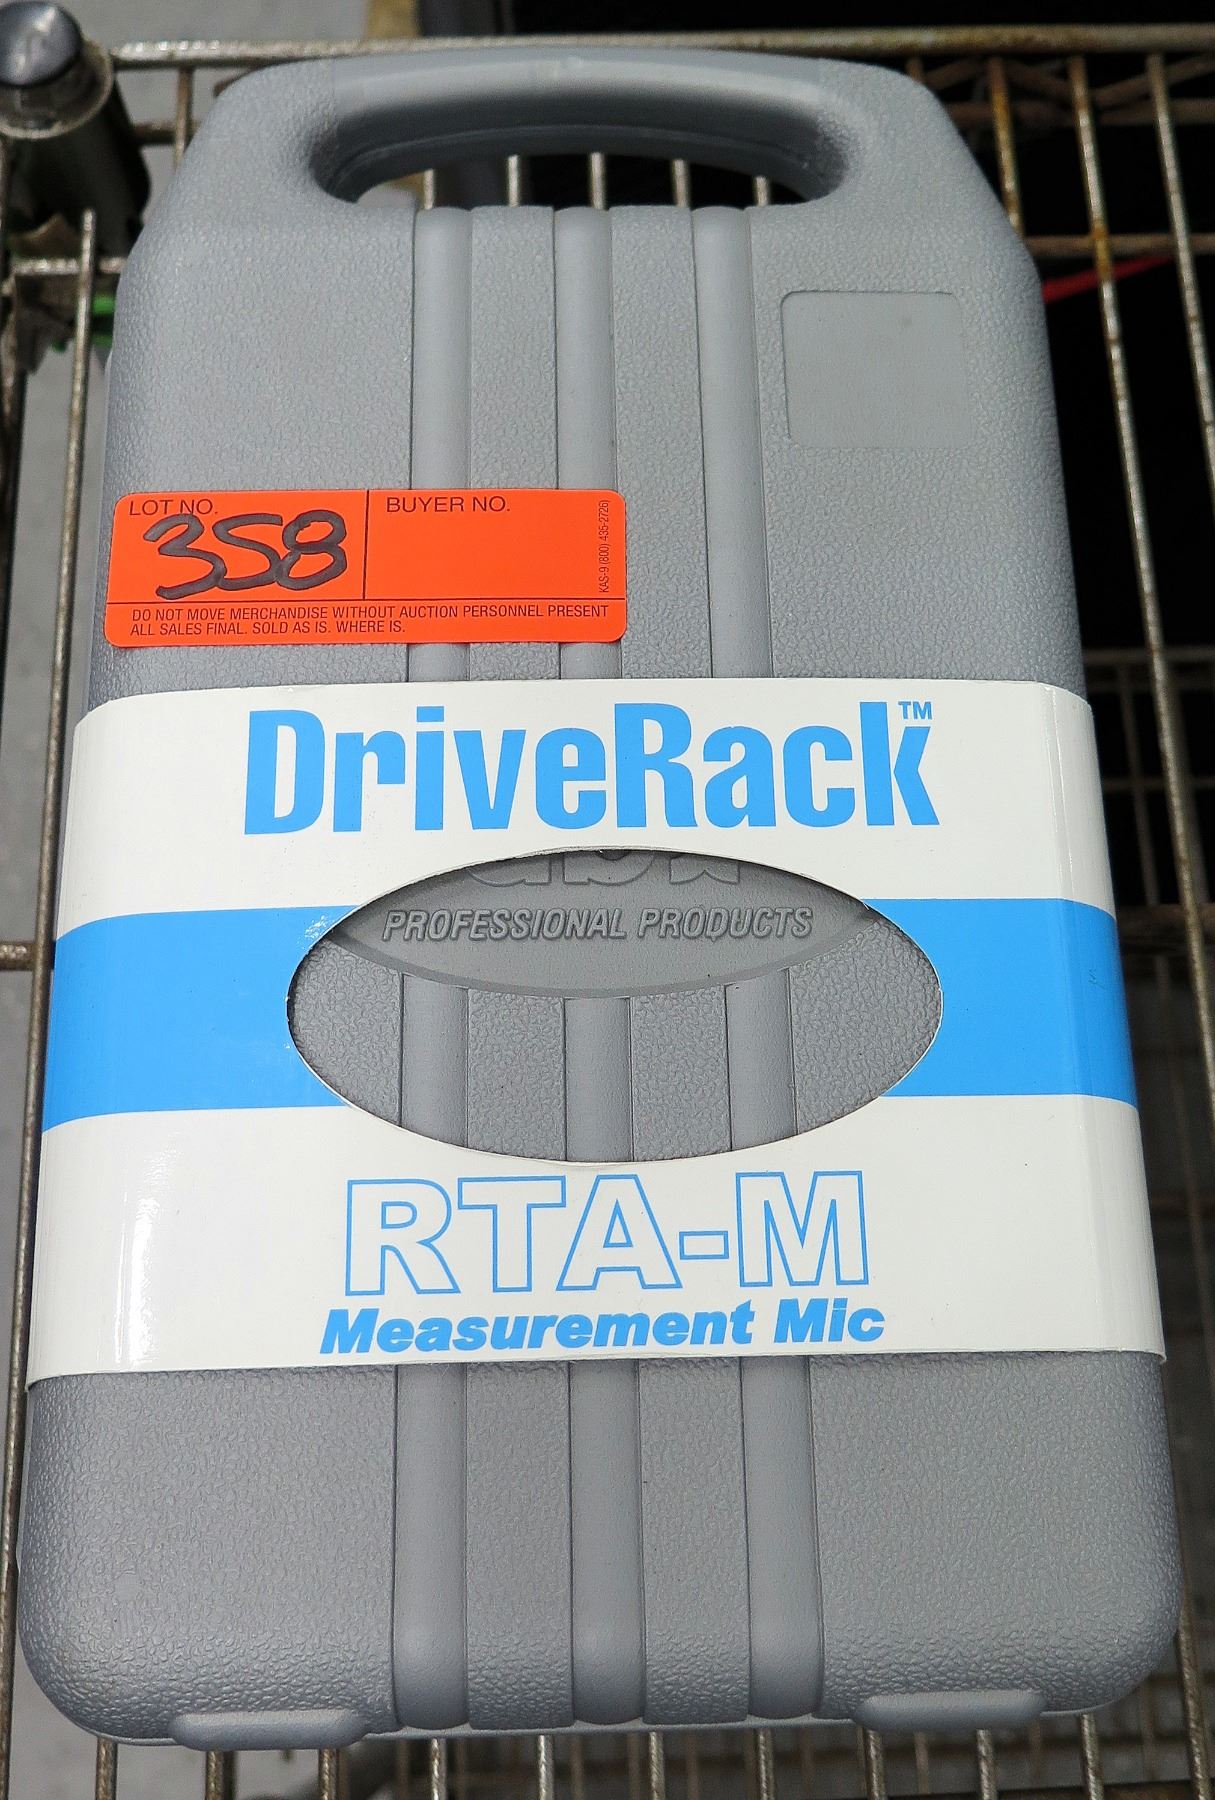 LOT NO.
358
BUYER NO.
KAS-9 (800) 435-2726
DO NOT MOVE MERCHANDISE WITHOUT AUCTION PERSONNEL PRESENT
ALL SALES FINAL. SOLD AS IS. WHERE IS.
DriveRack™
dbx
PROFESSIONAL PRODUCTS
RTA-M
Measurement Mic